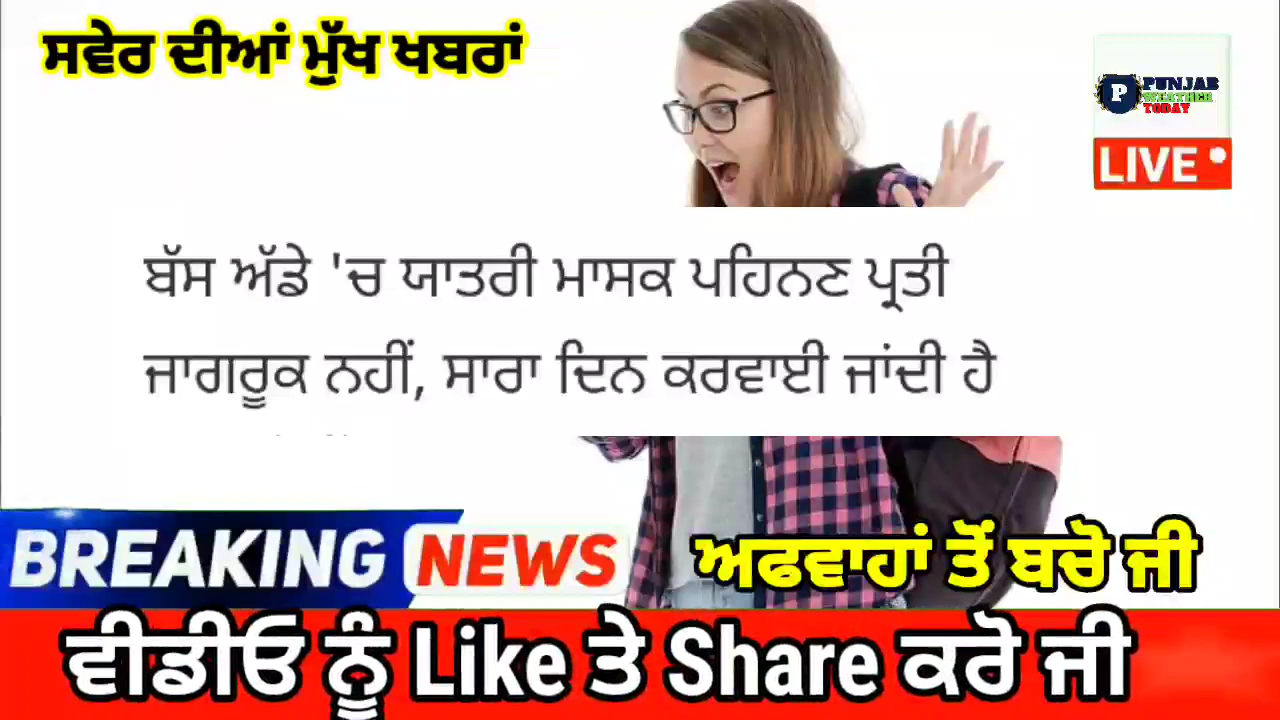 ਸਵੇਰ ਦੀਆਂ ਮੁੱਖ ਖਬਰਾਂ
P PUNJAB
WEATHER
TODAY
LIVE
ਬੱਸ ਅੱਡੇ 'ਚ ਯਾਤਰੀ ਮਾਸਕ ਪਹਿਨਣ ਪ੍ਰਤੀ
ਜਾਗਰੂਕ ਨਹੀਂ, ਸਾਰਾ ਦਿਨ ਕਰਵਾਈ ਜਾਂਦੀ ਹੈ
BREAKING NEWS
ਅਫਵਾਹਾਂ ਤੋਂ ਬਚੋ ਜੀ
ਵੀਡੀਓ ਨੂੰ Like ਤੇ Share ਕਰੋ ਜੀ